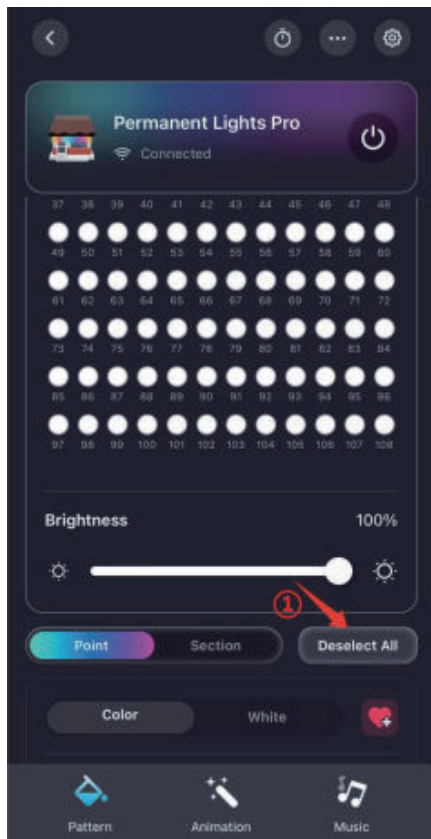 Permanent Lights Pro
Connected
37 38 39 40 41 42 43 44 45 46 47 48
49 50 51 52 53 54 55 56 57 58 59 60
61 62 63 64 65 66 67 68 69 70 71 72
73 74 75 76 77 78 79 80 81 82 83 84
85 86 87 88 89 90 91 92 93 94 95 96
97 98 99 100 101 102 103 104 105 106 107 108
Brightness 100%
①
Point Section Deselect All
Color White
Pattern Animation Music